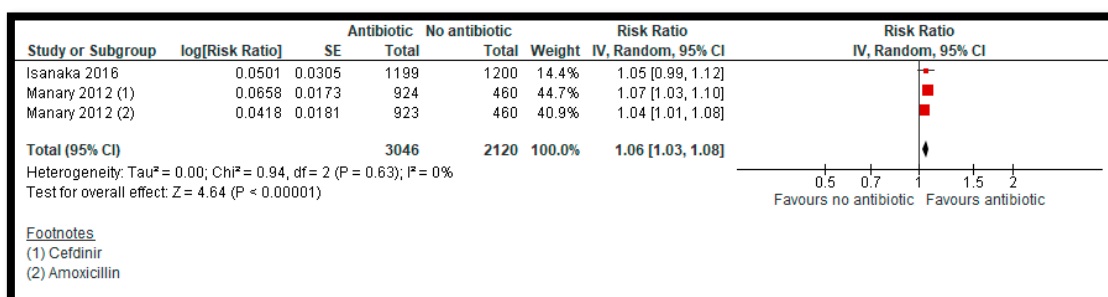 Antibiotic No antibiotic Risk Ratio Risk Ratio
Study or Subgroup log[Risk Ratio] SE Total Total Weight IV, Random, 95% CI IV, Random, 95% CI
Isanaka 2016 0.0501 0.0305 1199 1200 14.4% 1.05 [0.99, 1.12]
Manary 2012 (1) 0.0658 0.0173 924 460 44.7% 1.07 [1.03, 1.10]
Manary 2012 (2) 0.0418 0.0181 923 460 40.9% 1.04 [1.01, 1.08]
Total (95% CI) 3046 2120 100.0% 1.06 [1.03, 1.08]
Heterogeneity: Tau² = 0.00; Chi² = 0.94, df = 2 (P = 0.63); I² = 0%
Test for overall effect: Z = 4.64 (P < 0.00001)
0.5 0.7 1 1.5 2
Favours no antibiotic Favours antibiotic
Footnotes
(1) Cefdinir
(2) Amoxicillin